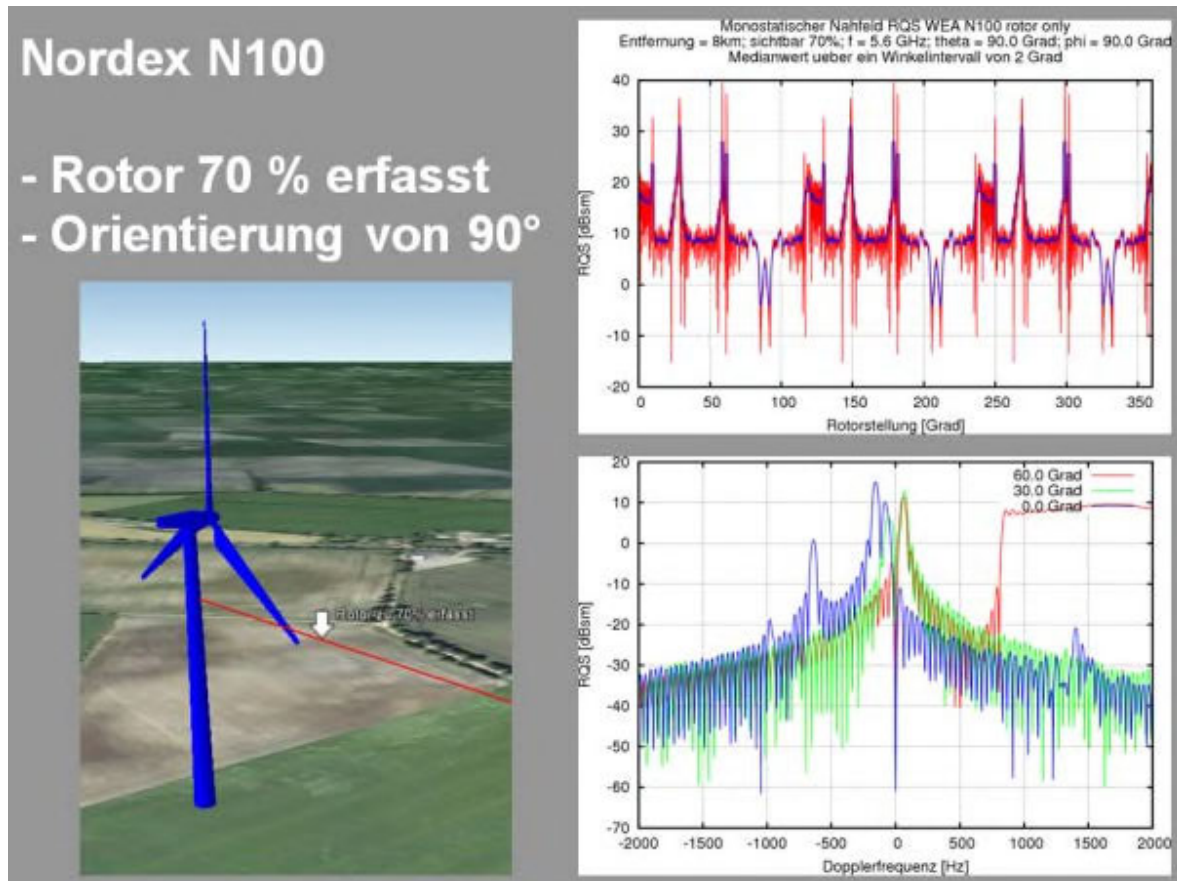 Nordex N100
- Rotor 70 % erfasst
- Orientierung von 90°
Rotor zu 70% erfasst
Monostatischer Nahfeld RQS WEA N100 rotor only
Entfernung = 8km; sichtbar 70%; f = 5.6 GHz; theta = 90.0 Grad; phi = 90.0 Grad
Medianwert ueber ein Winkelintervall von 2 Grad
RQS [dBsm]
40
30
20
10
0
-10
-20
0 50 100 150 200 250 300 350
Rotorstellung [Grad]
60.0 Grad
30.0 Grad
0.0 Grad
RQS [dBsm]
20
10
0
-10
-20
-30
-40
-50
-60
-70
-2000 -1500 -1000 -500 0 500 1000 1500 2000
Dopplerfrequenz [Hz]